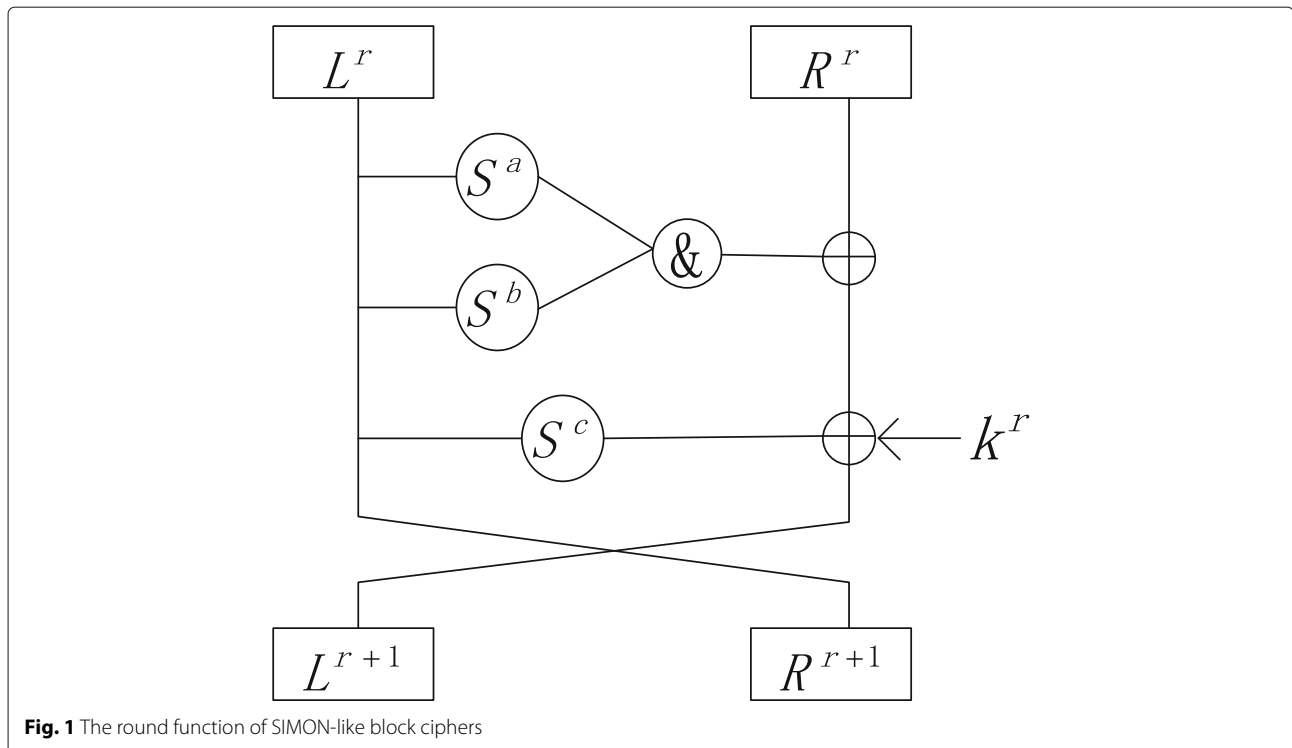 L^r R^r
S^a
&
S^b
S^c
k^r
L^{r+1} R^{r+1}
Fig. 1 The round function of SIMON-like block ciphers